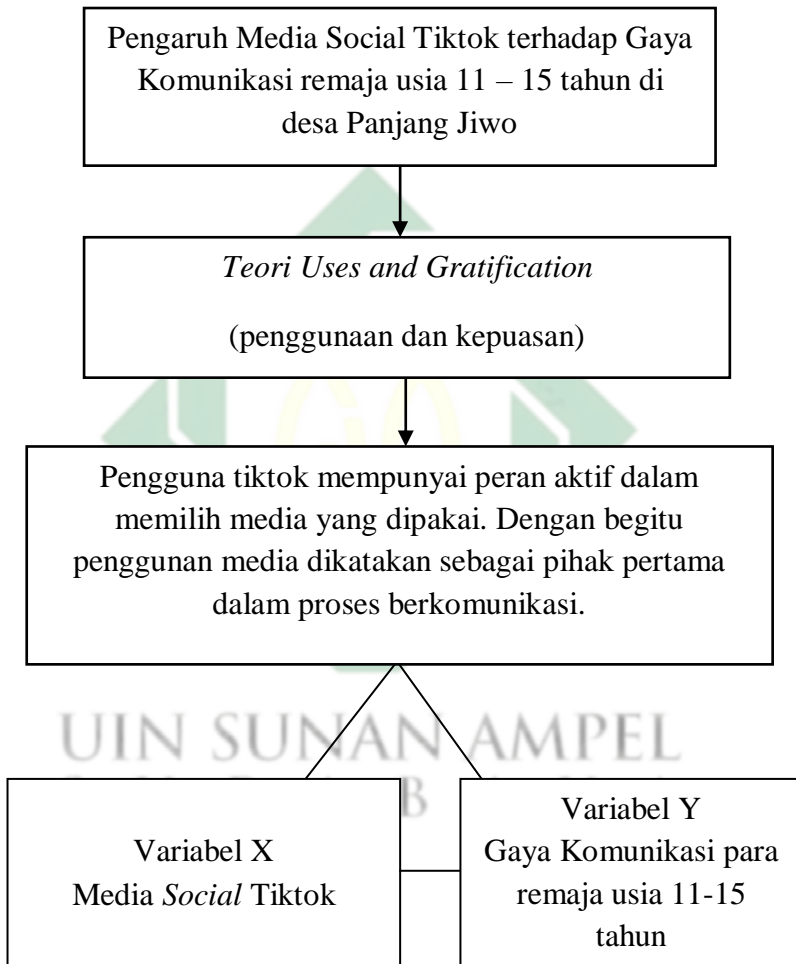 Pengaruh Media Social Tiktok terhadap Gaya
Komunikasi remaja usia 11 – 15 tahun di
desa Panjang Jiwo
Teori Uses and Gratification
(penggunaan dan kepuasan)
Pengguna tiktok mempunyai peran aktif dalam
memilih media yang dipakai. Dengan begitu
penggunan media dikatakan sebagai pihak pertama
dalam proses berkomunikasi.
UIN SUNAN AMPEL
Variabel X
Media Social Tiktok
Variabel Y
Gaya Komunikasi para
remaja usia 11-15
tahun